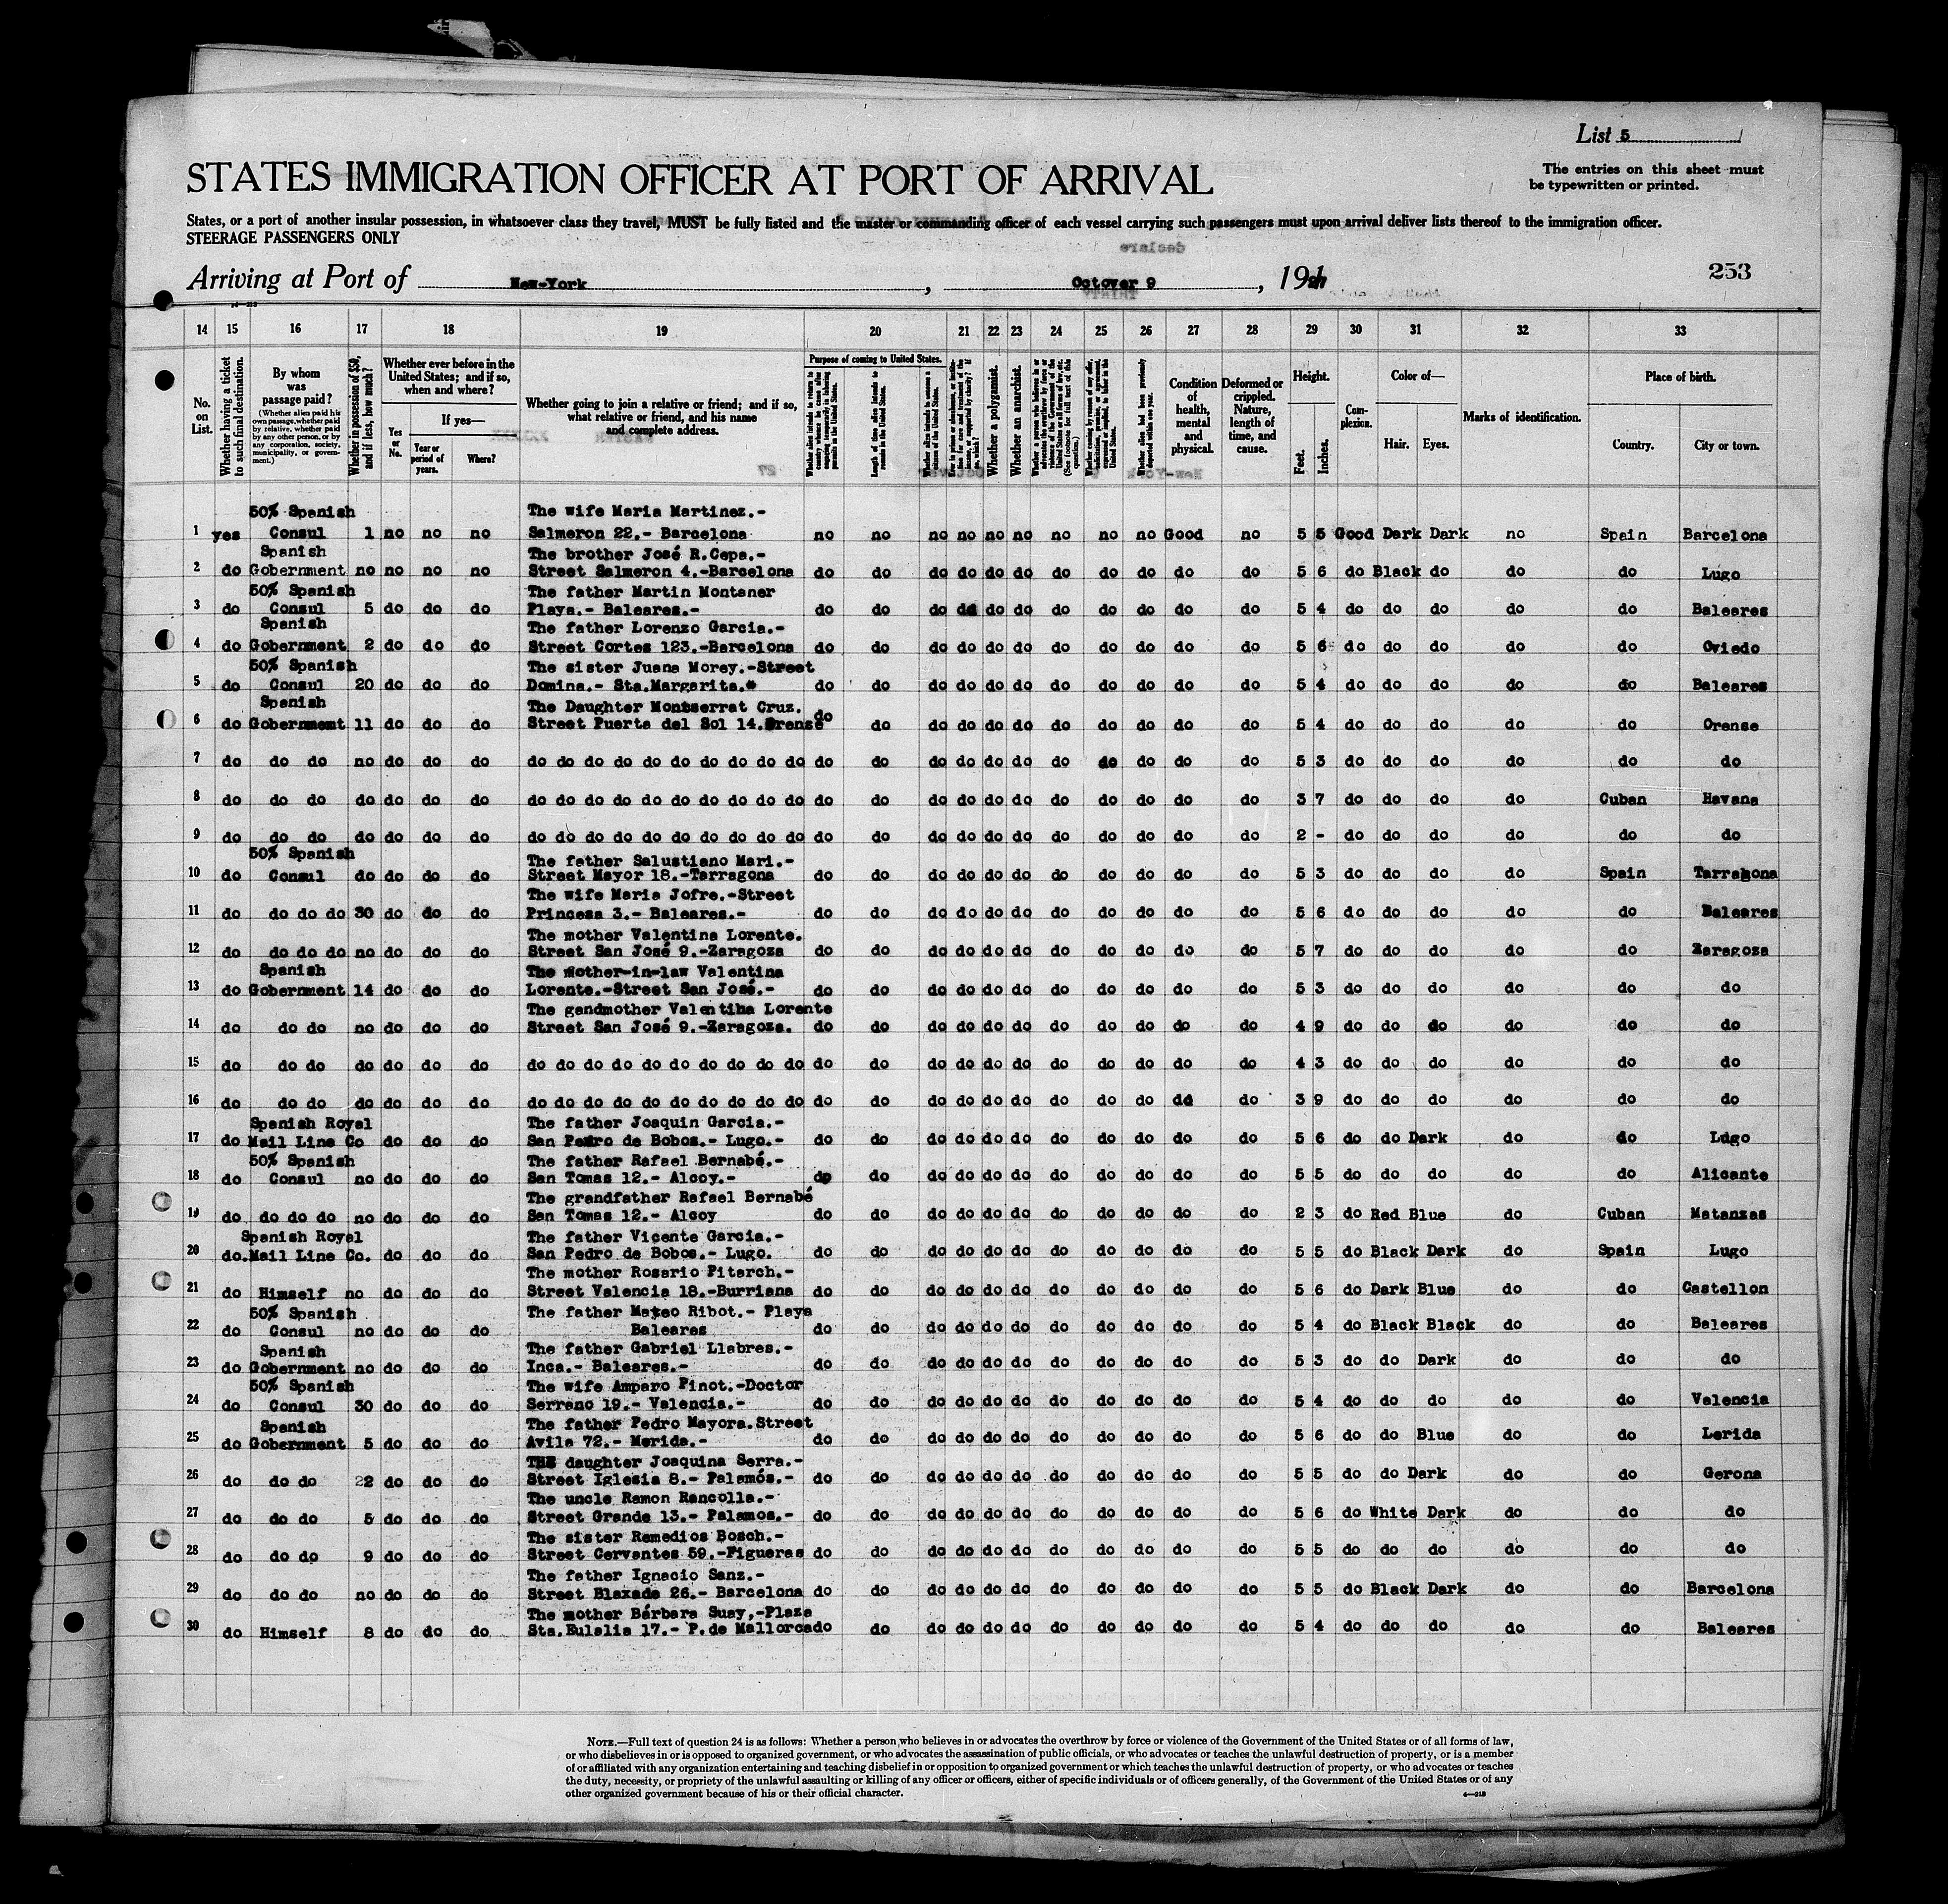 List 5
STATES IMMIGRATION OFFICER AT PORT OF ARRIVAL
The entries on this sheet must
be typewritten or printed.
States, or a port of another insular possession, in whatsoever class they travel, MUST be fully listed and the master or commanding officer of each vessel carrying such passengers must upon arrival deliver lists thereof to the immigration officer.
STEERAGE PASSENGERS ONLY
Arriving at Port of New-York, Octover 9, 19
253
14 15 16 17 18 19 20 21 22 23 24 25 26 27 28 29 30 31 32 33
No. on List.
Whether having a ticket to such final destination.
By whom was passage paid?
(Whether alien paid his own passage, whether paid by relative, whether paid by any other person, or by any corporation, society, municipality, or government.)
Whether in possession of $50, and if less, how much?
Whether ever before in the United States; and if so, when and where?
Yes or No.
If yes—
Year or period of years.
Where?
Whether going to join a relative or friend; and if so, what relative or friend, and his name and complete address.
Purpose of coming to United States.
Length of time alien intends to remain in the United States.
Whether a polygamist.
Whether an anarchist.
Condition of health, mental and physical.
Deformed or crippled. Nature, length of time, and cause.
Height.
Feet. Inches.
Complexion.
Color of—
Hair. Eyes.
Marks of identification.
Place of birth.
Country. City or town.
50% Spanish The wife Maria Martinez.-
1 yes Consul 1 no no no Salmeron 22.- Barcelona no no no no no no no no no Good no 5 5 Good Dark Dark no Spain Barcelona
Spanish The brother José R.Cepa.-
2 do Gobernment no no no no Street Salmeron 4.-Barcelona do do do do do do do do do do do 5 6 do Black do do do Lugo
50% Spanish The father Martin Montaner
3 do Consul 5 do do do Playa.- Baleares.- do do do do do do do do do do do 5 4 do do do do do Baleares
Spanish The father Lorenzo Garcia.-
4 do Gobernment 2 do do do Street Cortes 123.-Barcelona do do do do do do do do do do do 5 6 do do do do do Oviedo
50% Spanish The sister Juana Morey.-Street
5 do Consul 20 do do do Domina.- Sta.Margarita. do do do do do do do do do do do 5 4 do do do do do Baleares
Spanish The Daughter Montserrat Cruz.
6 do Gobernment 11 do do do Street Puerta del Sol 14.Orense do do do do do do do do do do do 5 4 do do do do do Orense
7 do do do no do do do do do do do do do do do do do do do do do do do do do do do do do 5 3 do do do do do do
8 do do do do do do do do do do do do do do do do do do do do do do do do do do do do do 3 7 do do do do Cuban Havana
9 do do do do do do do do do do do do do do do do do do do do do do do do do do do do do 2 - do do do do do do
50% Spanish The father Salustiano Mari.-
10 do Consul do do do do Street Mayor 18.-Tarragona do do do do do do do do do do do 5 3 do do do do Spain Tarragona
The wife Maria Jofre.-Street
11 do do do do 30 do do do Princesa 3.- Baleares.- do do do do do do do do do do do 5 6 do do do do do Baleares
The mother Valentina Lorente.
12 do do do do no do do do Street San José 9.-Zaragoza do do do do do do do do do do do 5 7 do do do do do Zaragoza
Spanish The mother-in-law Valentina
13 do Gobernment 14 do do do Lorente.-Street San José.- do do do do do do do do do do do 5 3 do do do do do do
The gandmother Valentina Lorente
14 do do do no do do do Street San José 9.-Zaragoza. do do do do do do do do do do do 4 9 do do do do do do
15 do do do do do do do do do do do do do do do do do do do do do do do do do do do do 4 3 do do do do do do
16 do do do do do do do do do do do do do do do do do do do do do do do do do do do do 3 9 do do do do do do
Spanish Royal The father Joaquin Garcia.-
17 do Mail Line Co do do do San Pedro de Bobos.- Lugo.- do do do do do do do do do do do 5 6 do do Dark do do Lugo
50% Spanish The father Rafael Bernabé.-
18 do Consul no do do do San Tomas 12.- Alcoy.- do do do do do do do do do do do 5 5 do do do do do Alicante
The grandfather Rafael Bernabé
19 do do do do no do do do San Tomas 12.- Alcoy do do do do do do do do do do do 2 3 do Red Blue do Cuban Matanzas
Spanish Royal The father Vicente Garcia.-
20 do. Mail Line Co. do do do San Pedro de Bobos.- Lugo. do do do do do do do do do do do 5 5 do Black Dark do Spain Lugo
The mother Rosario Piterch.-
21 do Himself no do do do Street Valencia 18.-Burriana do do do do do do do do do do do 5 6 do Dark Blue do do Castellon
50% Spanish The father Mateo Ribot.- Playa
22 do Consul no do do do Baleares do do do do do do do do do do do 5 4 do Black Black do do Baleares
Spanish The father Gabriel Llabres.-
23 do Gobernment no do do do Inca.- Baleares.- do do do do do do do do do do do 5 3 do do Dark do do do
50% Spanish The wife Amparo Pinot.-Doctor
24 do Consul 30 do do do Serrano 19.- Valencia.- do do do do do do do do do do do 5 4 do do do do do Valencia
Spanish The father Pedro Mayora.Street
25 do Gobernment 5 do do do Avila 72.- Merida.- do do do do do do do do do do do 5 6 do do Blue do do Lerida
THE daughter Joaquina Serra.-
26 do do do 22 do do do Street Iglesia 8.- Palamós.- do do do do do do do do do do do 5 5 do do Dark do do Gerona
The uncle Ramon Rancolla.-
27 do do do 5 do do do Street Grande 13.- Palamos.- do do do do do do do do do do do 5 6 do White Dark do do do
The sister Remedios Bosch.-
28 do do do 9 do do do Street Cervantes 59.-Figueras do do do do do do do do do do do 5 5 do do do do do do
The father Ignacio Sanz.-
29 do do do no do do do Street Blaxade 26.- Barcelona do do do do do do do do do do do 5 5 do Black Dark do do Barcelona
The mother Bárbara Suay,-Plaza
30 do Himself 8 do do do Sta.Eulalia 17.- P.de Mallorca do do do do do do do do do do do 5 4 do do do do do Baleares
NOTE.—Full text of question 24 is as follows: Whether a person who believes in or advocates the overthrow by force or violence of the Government of the United States or of all forms of law,
or who disbelieves in or is opposed to organized government, or who advocates the assassination of public officials, or who advocates or teaches the unlawful destruction of property, or is a member
of or affiliated with any organization entertaining and teaching disbelief in or opposition to organized government or which teaches the unlawful destruction of property, or who advocates or teaches
the duty, necessity, or propriety of the unlawful assaulting or killing of any officer or officers, either of specific individuals or of officers generally, of the Government of the United States or of any
other organized government because of his or their official character.